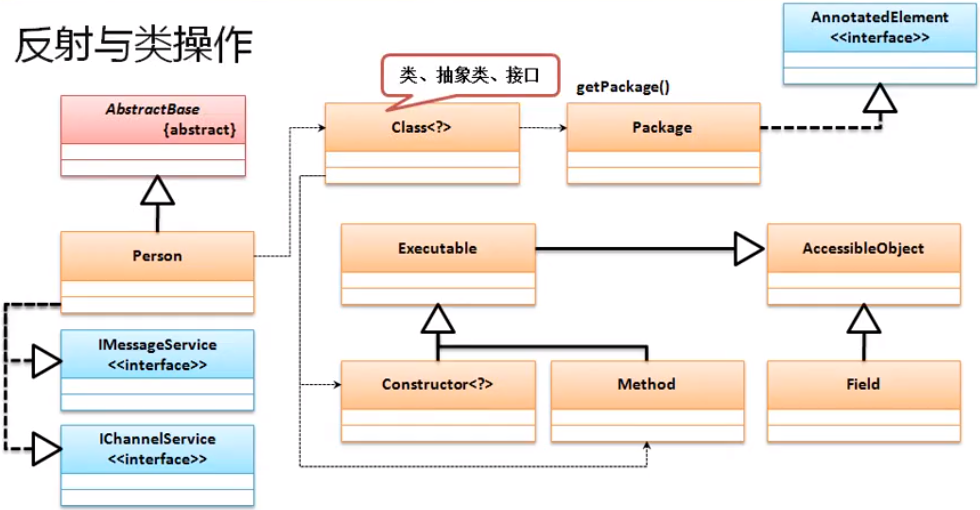 反射与类操作
AnnotatedElement
<<interface>>
类、抽象类、接口
getPackage()
AbstractBase
{abstract}
Class<?>
Package
Person
Executable
AccessibleObject
IMessageService
<<interface>>
Constructor<?>
Method
Field
IChannelService
<<interface>>